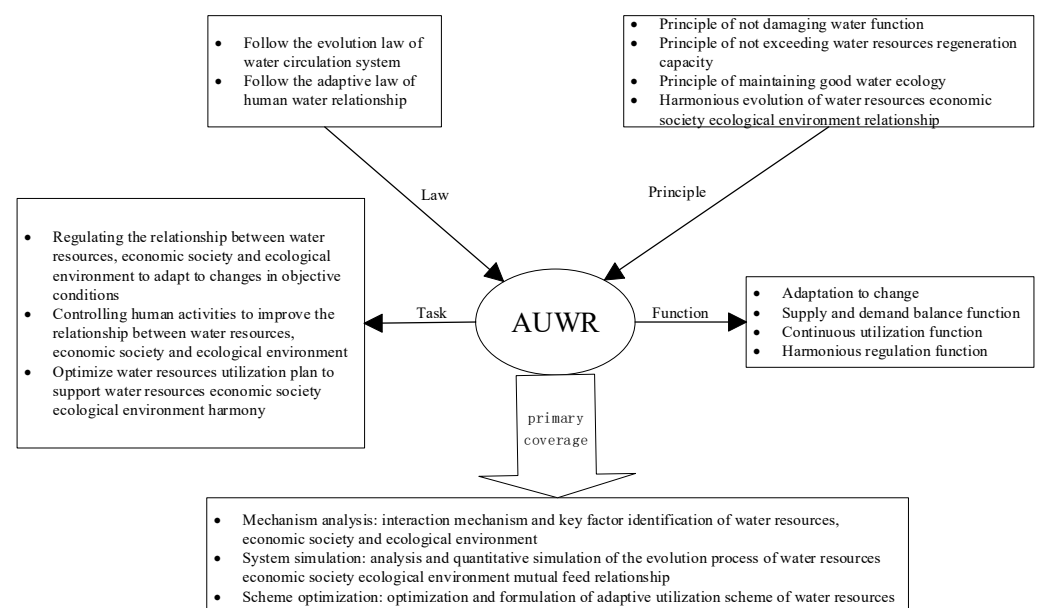 • Follow the evolution law of
water circulation system
• Follow the adaptive law of
human water relationship
• Principle of not damaging water function
• Principle of not exceeding water resources regeneration
capacity
• Principle of maintaining good water ecology
• Harmonious evolution of water resources economic
society ecological environment relationship
Law
Principle
• Regulating the relationship between water
resources, economic society and ecological
environment to adapt to changes in objective
conditions
• Controlling human activities to improve the
relationship between water resources,
economic society and ecological environment
• Optimize water resources utilization plan to
support water resources economic society
ecological environment harmony
Task
AUWR
Function
• Adaptation to change
• Supply and demand balance function
• Continuous utilization function
• Harmonious regulation function
primary
coverage
• Mechanism analysis: interaction mechanism and key factor identification of water resources,
economic society and ecological environment
• System simulation: analysis and quantitative simulation of the evolution process of water resources
economic society ecological environment mutual feed relationship
• Scheme optimization: optimization and formulation of adaptive utilization scheme of water resources